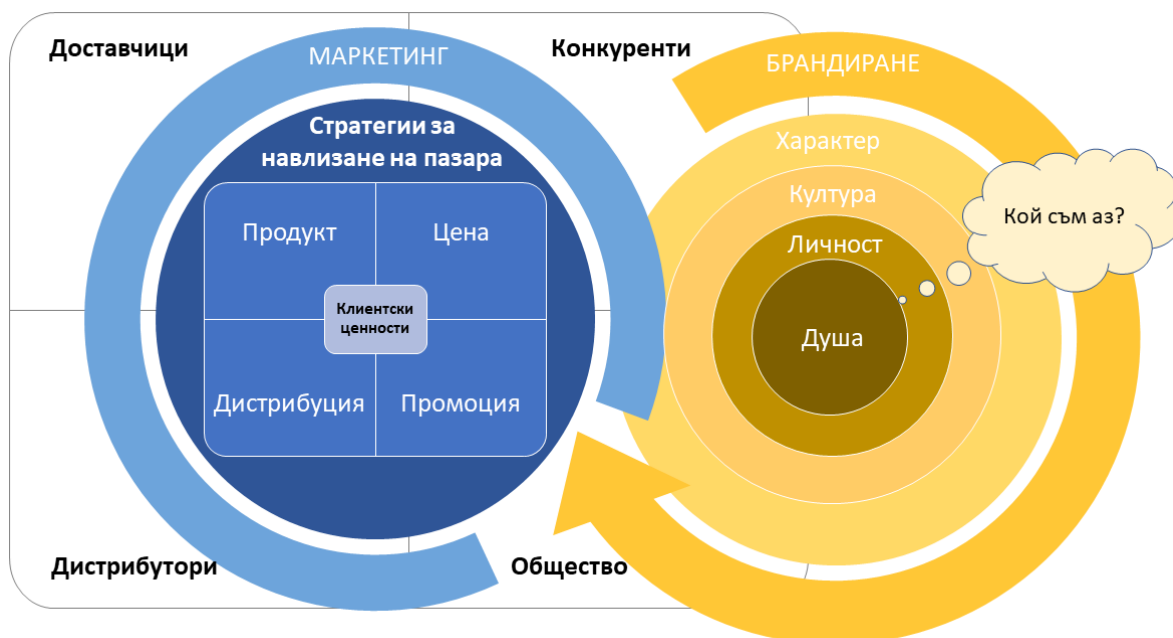 Доставчици
МАРКЕТИНГ
Конкуренти
БРАНДИРАНЕ
Стратегии за
навлизане на пазара
Продукт
Цена
Клиентски
ценности
Дистрибуция
Промоция
Характер
Култура
Личност
Душа
Кой съм аз?
Дистрибутори
Общество